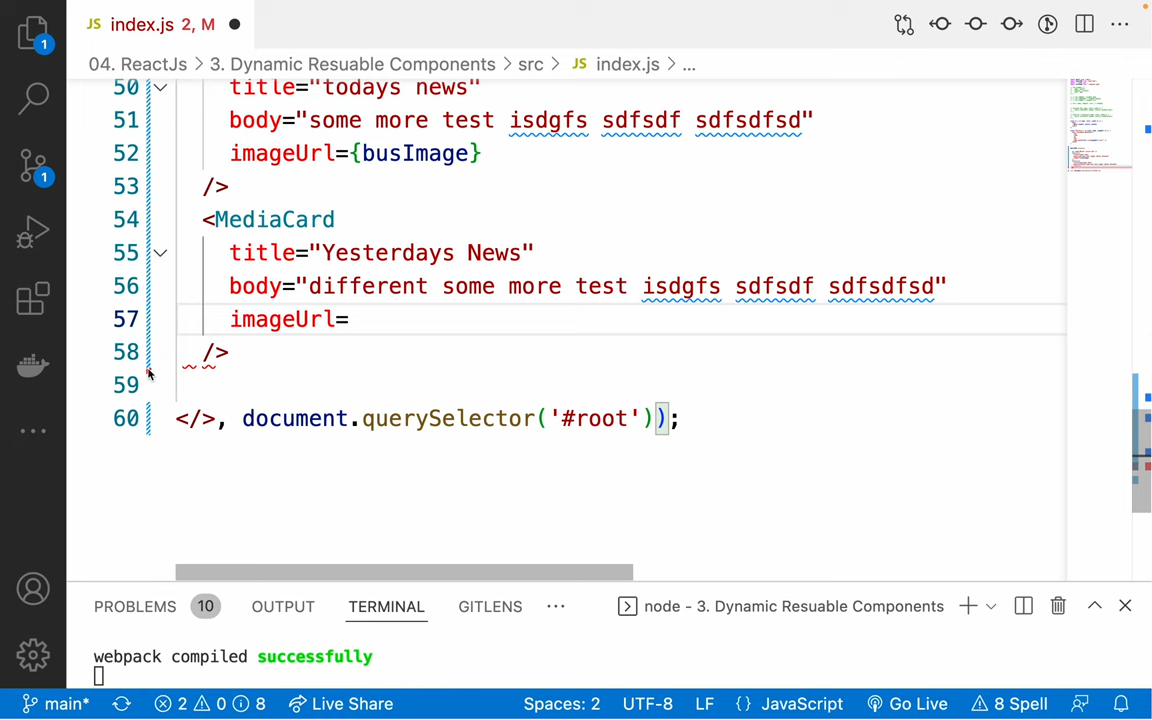 JS index.js 2, M
04. ReactJs > 3. Dynamic Resuable Components > src > JS index.js > ...
50 title="todays news"
51 body="some more test isdgfs sdfsdf sdfsdfsd"
52 imageUrl={busImage}
53 />
54 <MediaCard
55 title="Yesterdays News"
56 body="different some more test isdgfs sdfsdf sdfsdfsd"
57 imageUrl=
58 />
59
60 </>, document.querySelector('#root'));
1
1
PROBLEMS 10 OUTPUT TERMINAL GITLENS ... node - 3. Dynamic Resuable Components
webpack compiled successfully
main* 2 0 8 Live Share Spaces: 2 UTF-8 LF {} JavaScript Go Live 8 Spell